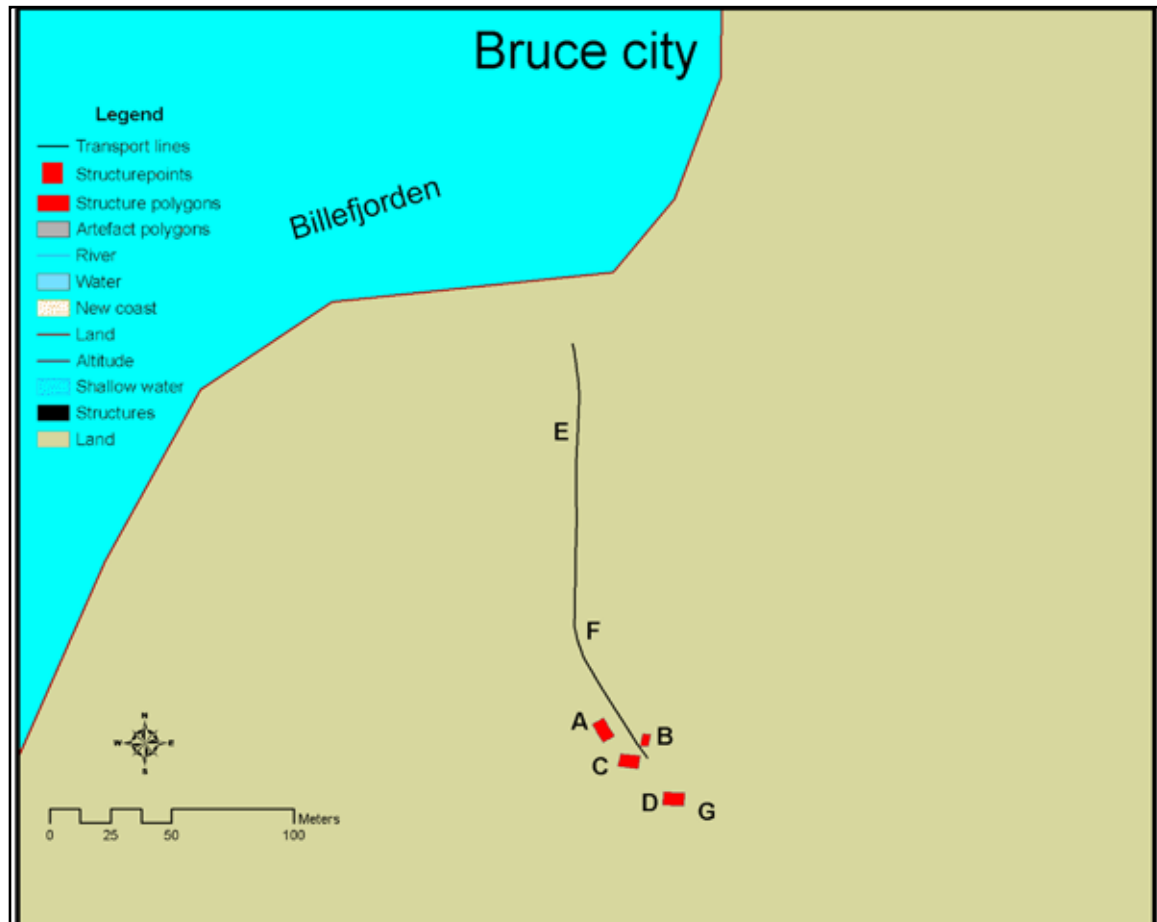 Bruce city
Legend
Transport lines
Structurepoints
Structure polygons
Artefact polygons
River
Water
New coast
Land
Altitude
Shallow water
Structures
Land
Billefjorden
E
F
A
B
C
D
G
N
W E
S
Meters
0 25 50 100